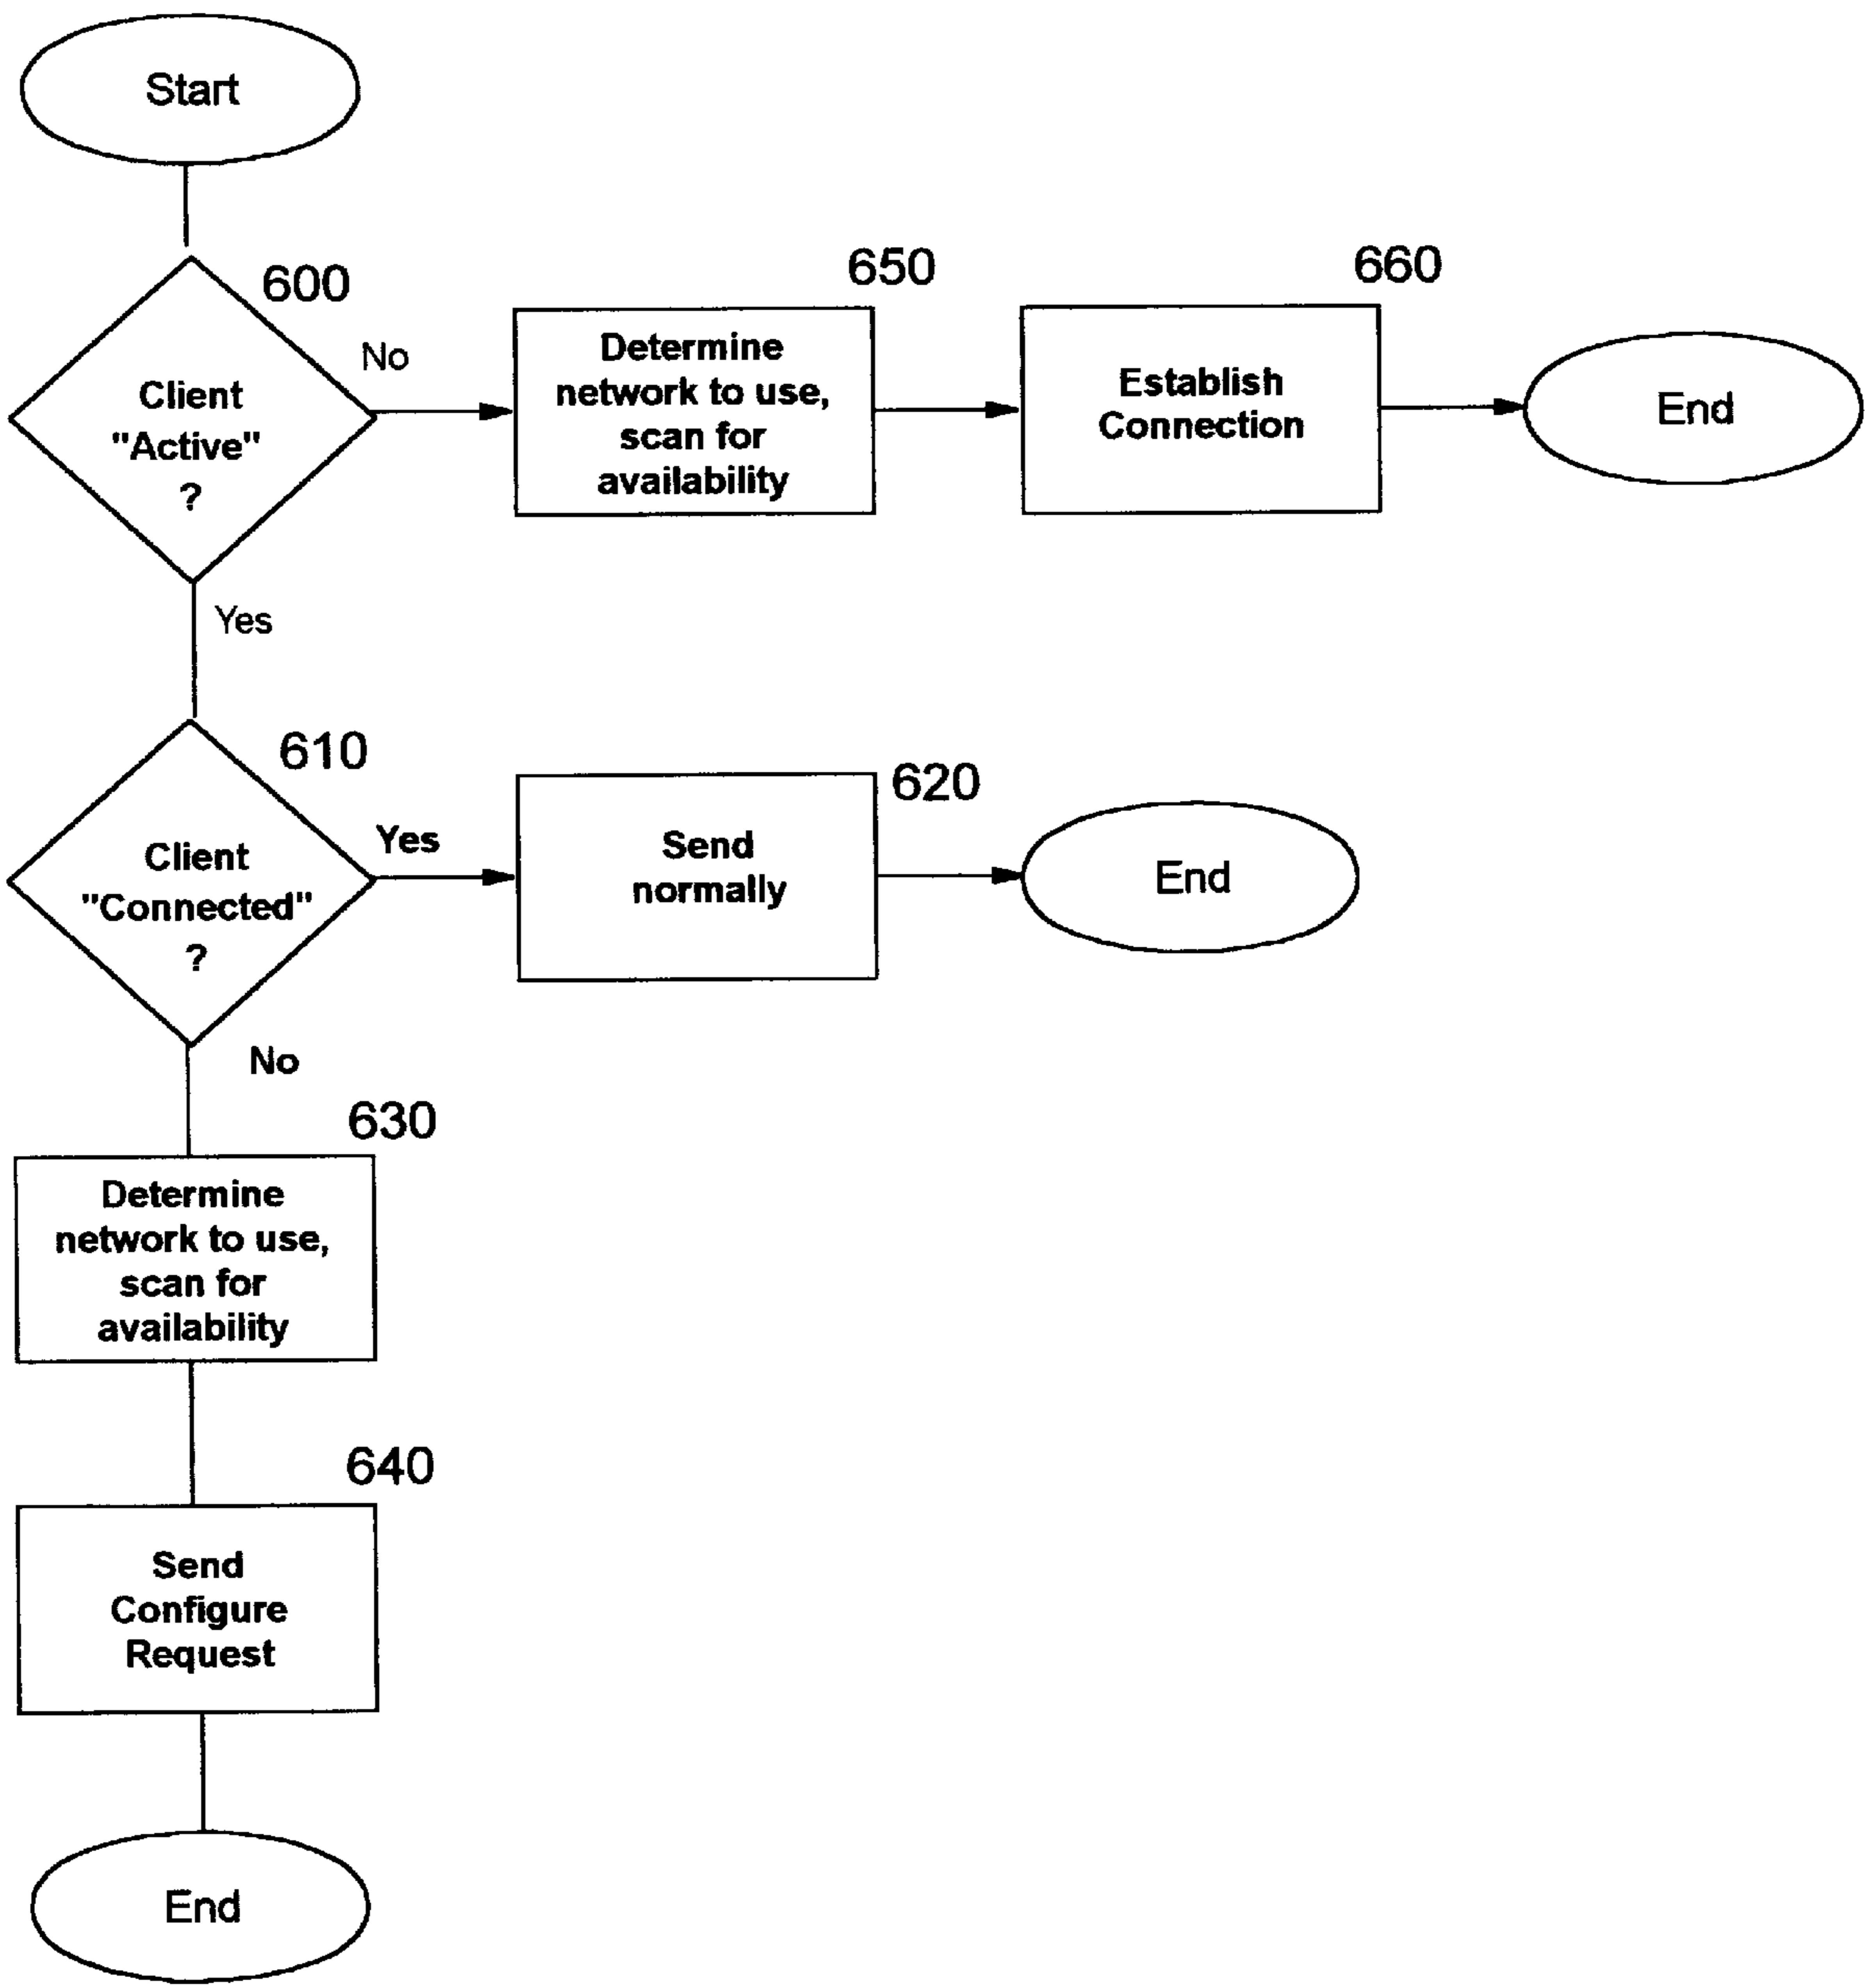 Start
600
Client
"Active"
?
No
650
Determine
network to use,
scan for
availability
660
Establish
Connection
End
Yes
610
Client
"Connected"
?
Yes
620
Send
normally
End
No
630
Determine
network to use,
scan for
availability
640
Send
Configure
Request
End